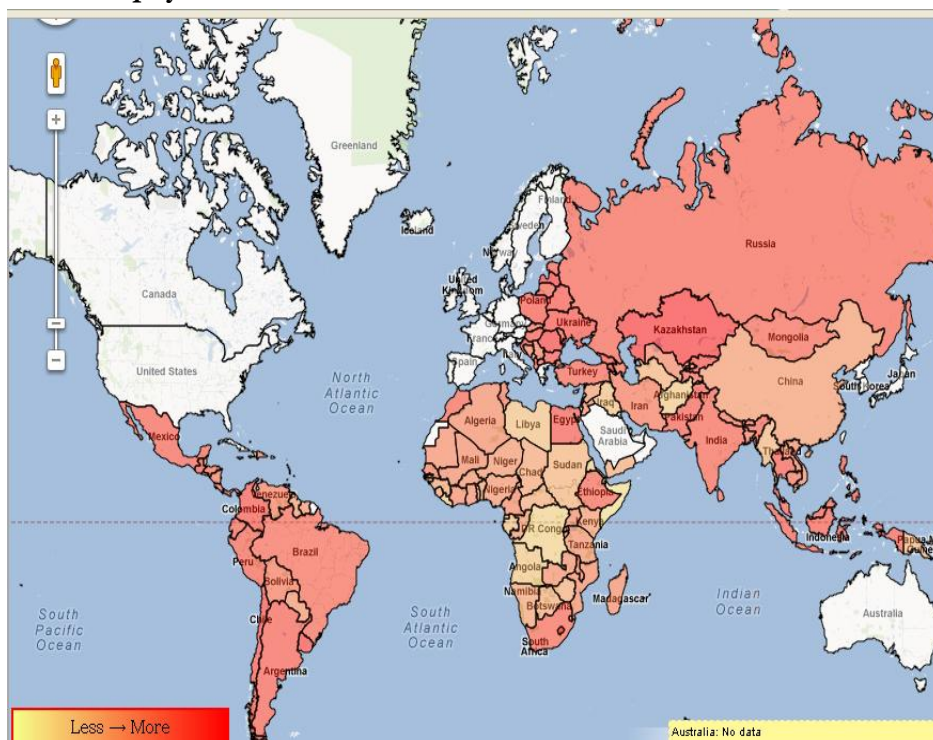 Greenland
Iceland
Finland
Sweden
Norway
Russia
United
Kingdom
Canada
Poland
Germany
Ukraine
Kazakhstan
Mongolia
France
Italy
Spain
Turkey
United States
China
South Korea
Japan
North
Atlantic
Ocean
Iraq
Iran
Afghanistan
Pakistan
Algeria
Libya
Egypt
Saudi
Arabia
India
Mexico
Mali
Niger
Chad
Sudan
Thailand
Nigeria
Ethiopia
Venezuela
Colombia
Kenya
DR Congo
Indonesia
Papua New
Guinea
Tanzania
Brazil
Peru
Angola
Bolivia
Namibia
Botswana
Madagascar
Indian
Ocean
South
Pacific
Ocean
Chile
South
Atlantic
Ocean
Australia
South
Africa
Argentina
Less → More
Australia: No data